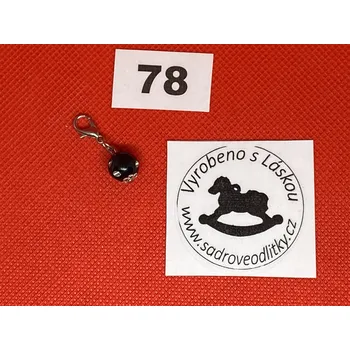 78
Vyrobeno s Láskou
www.sadroveodlitky.cz